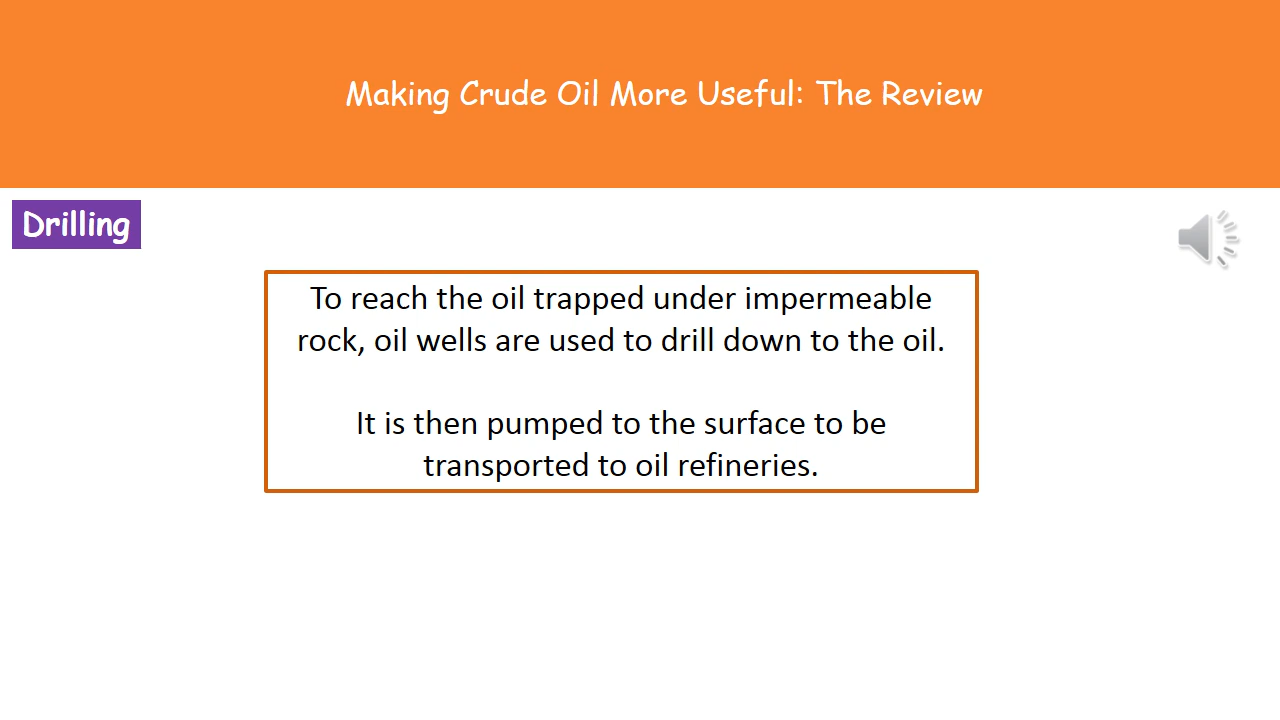 Making Crude Oil More Useful: The Review
Drilling
To reach the oil trapped under impermeable
rock, oil wells are used to drill down to the oil.
It is then pumped to the surface to be
transported to oil refineries.